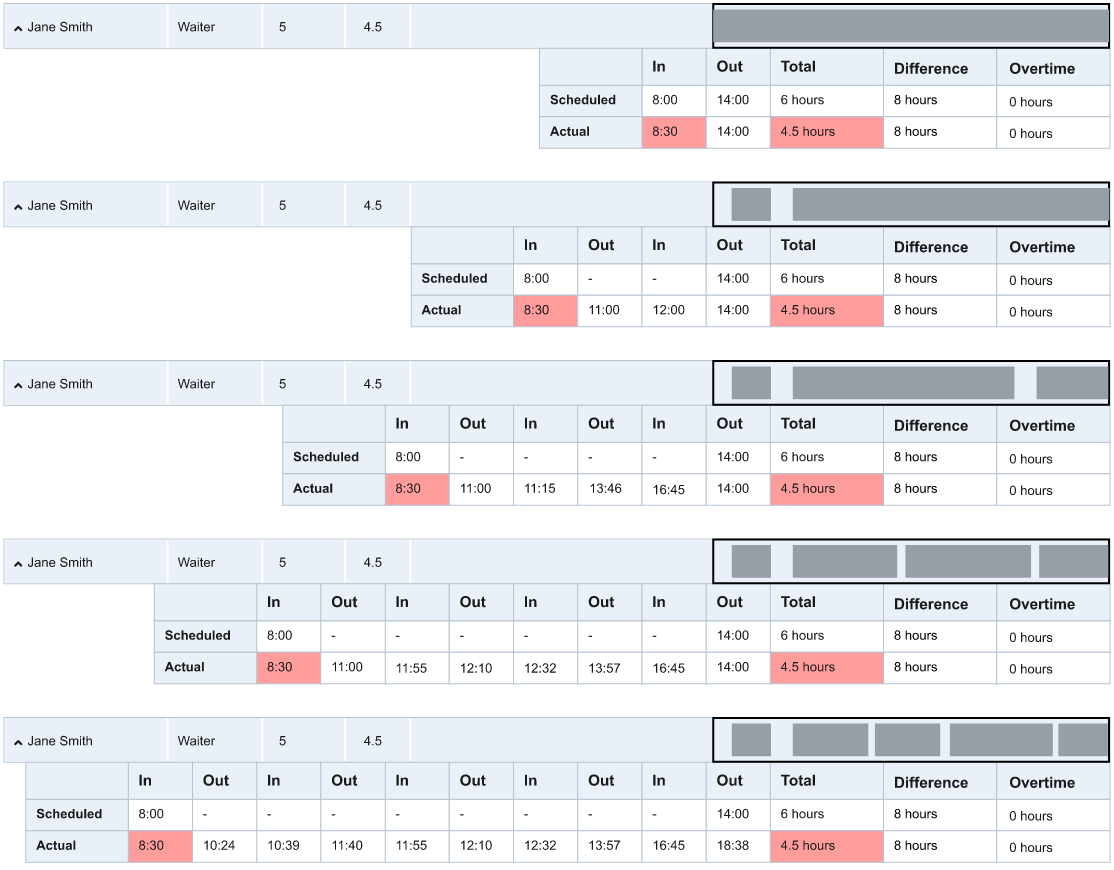 Jane Smith Waiter 5 4.5
In Out Total Difference Overtime
Scheduled 8:00 14:00 6 hours 8 hours 0 hours
Actual 8:30 14:00 4.5 hours 8 hours 0 hours
Jane Smith Waiter 5 4.5
In Out In Out Total Difference Overtime
Scheduled 8:00 - - 14:00 6 hours 8 hours 0 hours
Actual 8:30 11:00 12:00 14:00 4.5 hours 8 hours 0 hours
Jane Smith Waiter 5 4.5
In Out In Out In Out Total Difference Overtime
Scheduled 8:00 - - - - 14:00 6 hours 8 hours 0 hours
Actual 8:30 11:00 11:15 13:46 16:45 14:00 4.5 hours 8 hours 0 hours
Jane Smith Waiter 5 4.5
In Out In Out In Out In Out Total Difference Overtime
Scheduled 8:00 - - - - - - 14:00 6 hours 8 hours 0 hours
Actual 8:30 11:00 11:55 12:10 12:32 13:57 16:45 14:00 4.5 hours 8 hours 0 hours
Jane Smith Waiter 5 4.5
In Out In Out In Out In Out In Out Total Difference Overtime
Scheduled 8:00 - - - - - - - - 14:00 6 hours 8 hours 0 hours
Actual 8:30 10:24 10:39 11:40 11:55 12:10 12:32 13:57 16:45 18:38 4.5 hours 8 hours 0 hours